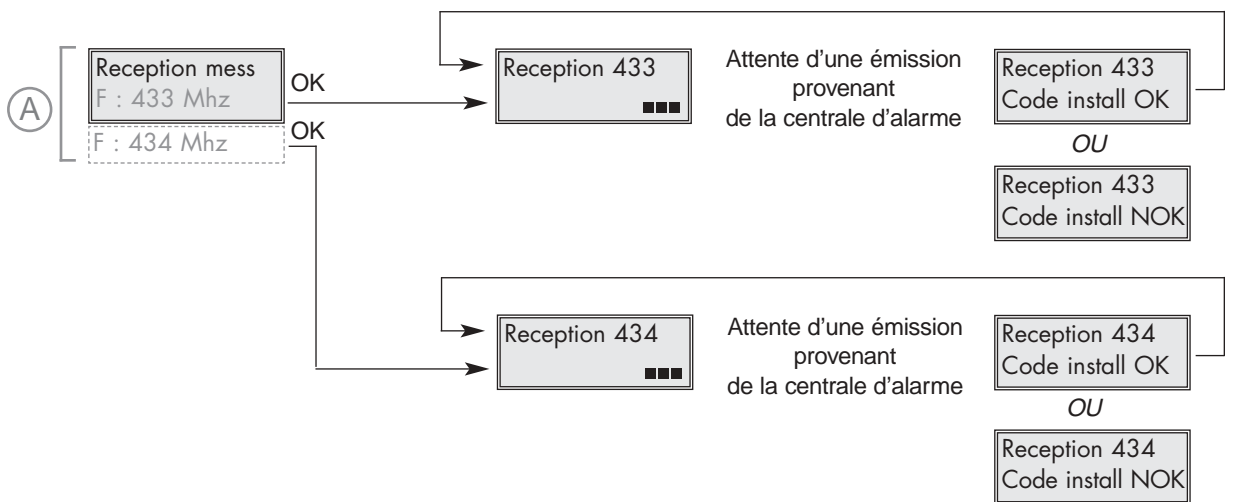 A
Reception mess
F : 433 Mhz
OK
F : 434 Mhz
OK
Reception 433
Attente d'une émission
provenant
de la centrale d'alarme
Reception 433
Code install OK
OU
Reception 433
Code install NOK
Reception 434
Attente d'une émission
provenant
de la centrale d'alarme
Reception 434
Code install OK
OU
Reception 434
Code install NOK